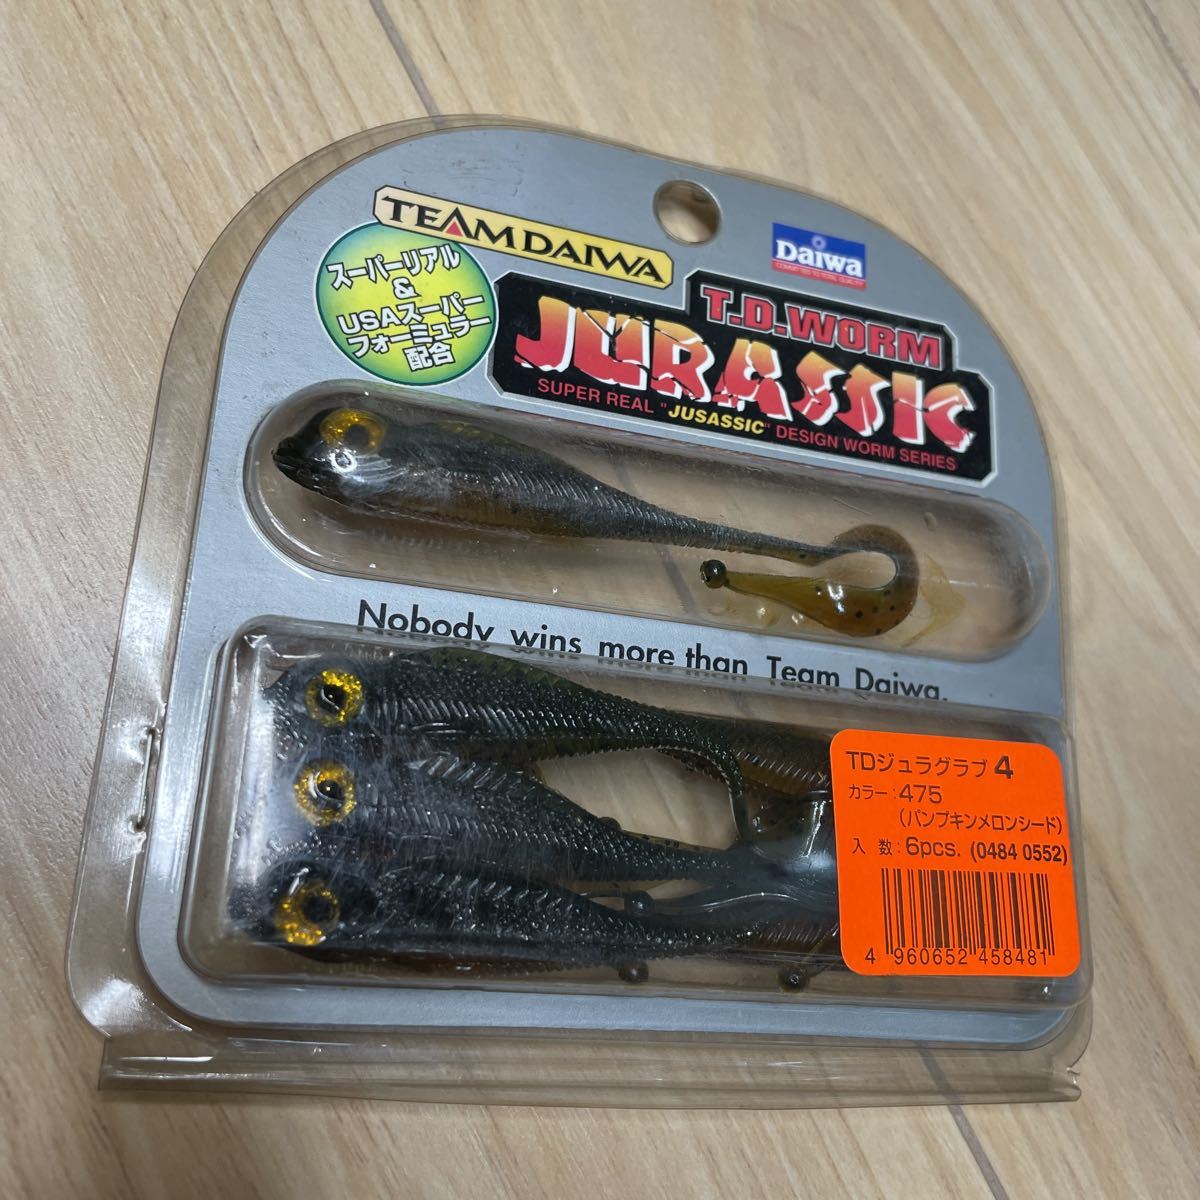 TEAM DAIWA
Daiwa
スーパーリアル
&
USAスーパー
フォーミュラー
配合
T.D.WORM
JURASSIC
SUPER REAL "JUSASSIC" DESIGN WORM SERIES
Nobody wins more than Team Daiwa.
TDジュラグラブ 4
カラー:475
(パンプキンメロンシード)
入 数:6pcs. (0484 0552)
4 960652 458481